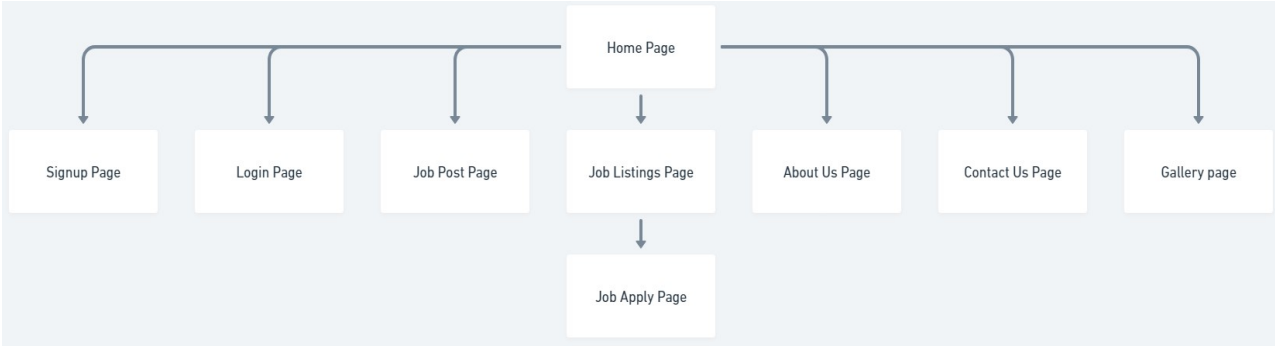 Home Page
Signup Page
Login Page
Job Post Page
Job Listings Page
About Us Page
Contact Us Page
Gallery page
Job Apply Page